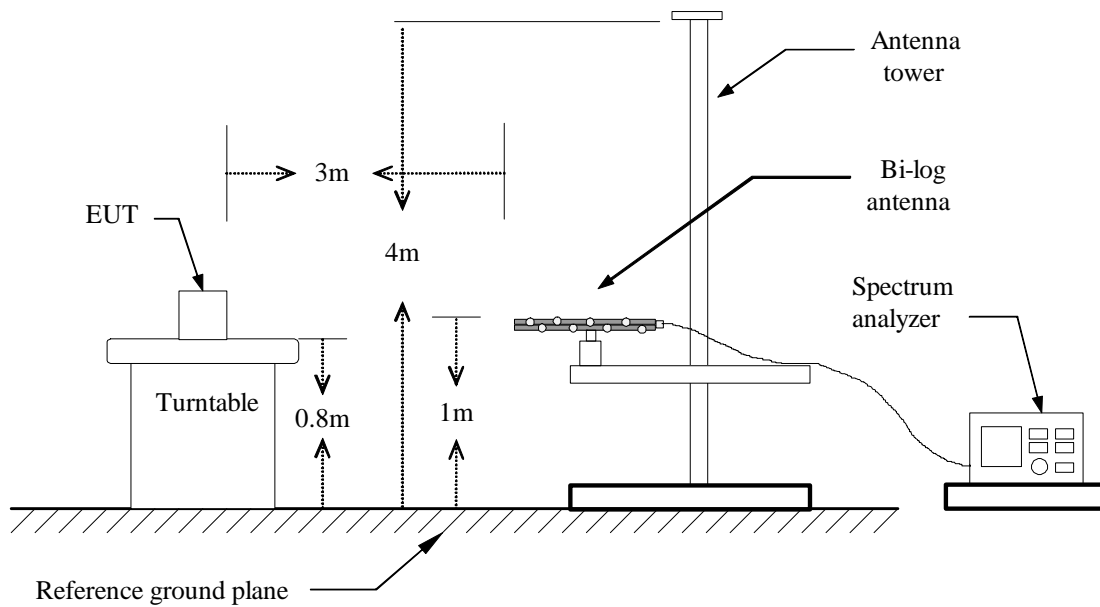 Antenna
tower
3m
Bi-log
antenna
EUT
4m
Spectrum
analyzer
Turntable
0.8m
1m
Reference ground plane